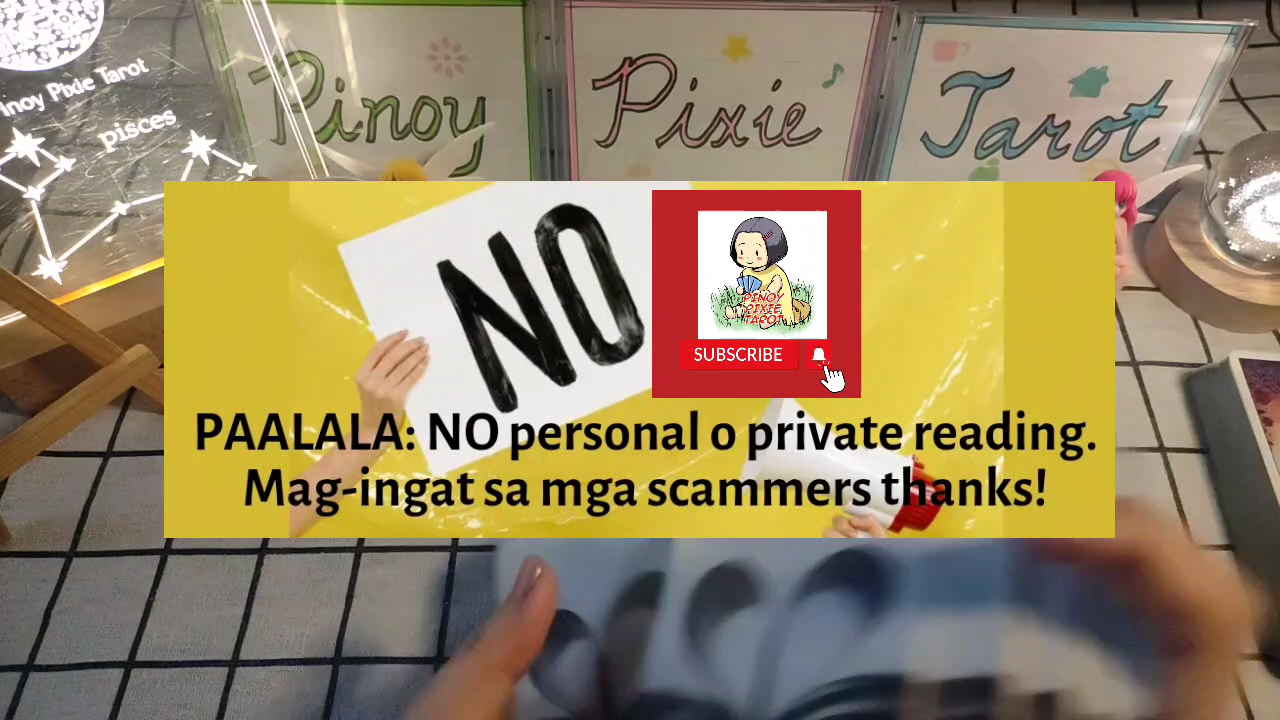 Pinoy Pixie Tarot
inoy Pixie Tarot
pisces
NO
PINOY
PIXIE
TAROT
SUBSCRIBE
PAALALA: NO personal o private reading.
Mag-ingat sa mga scammers thanks!